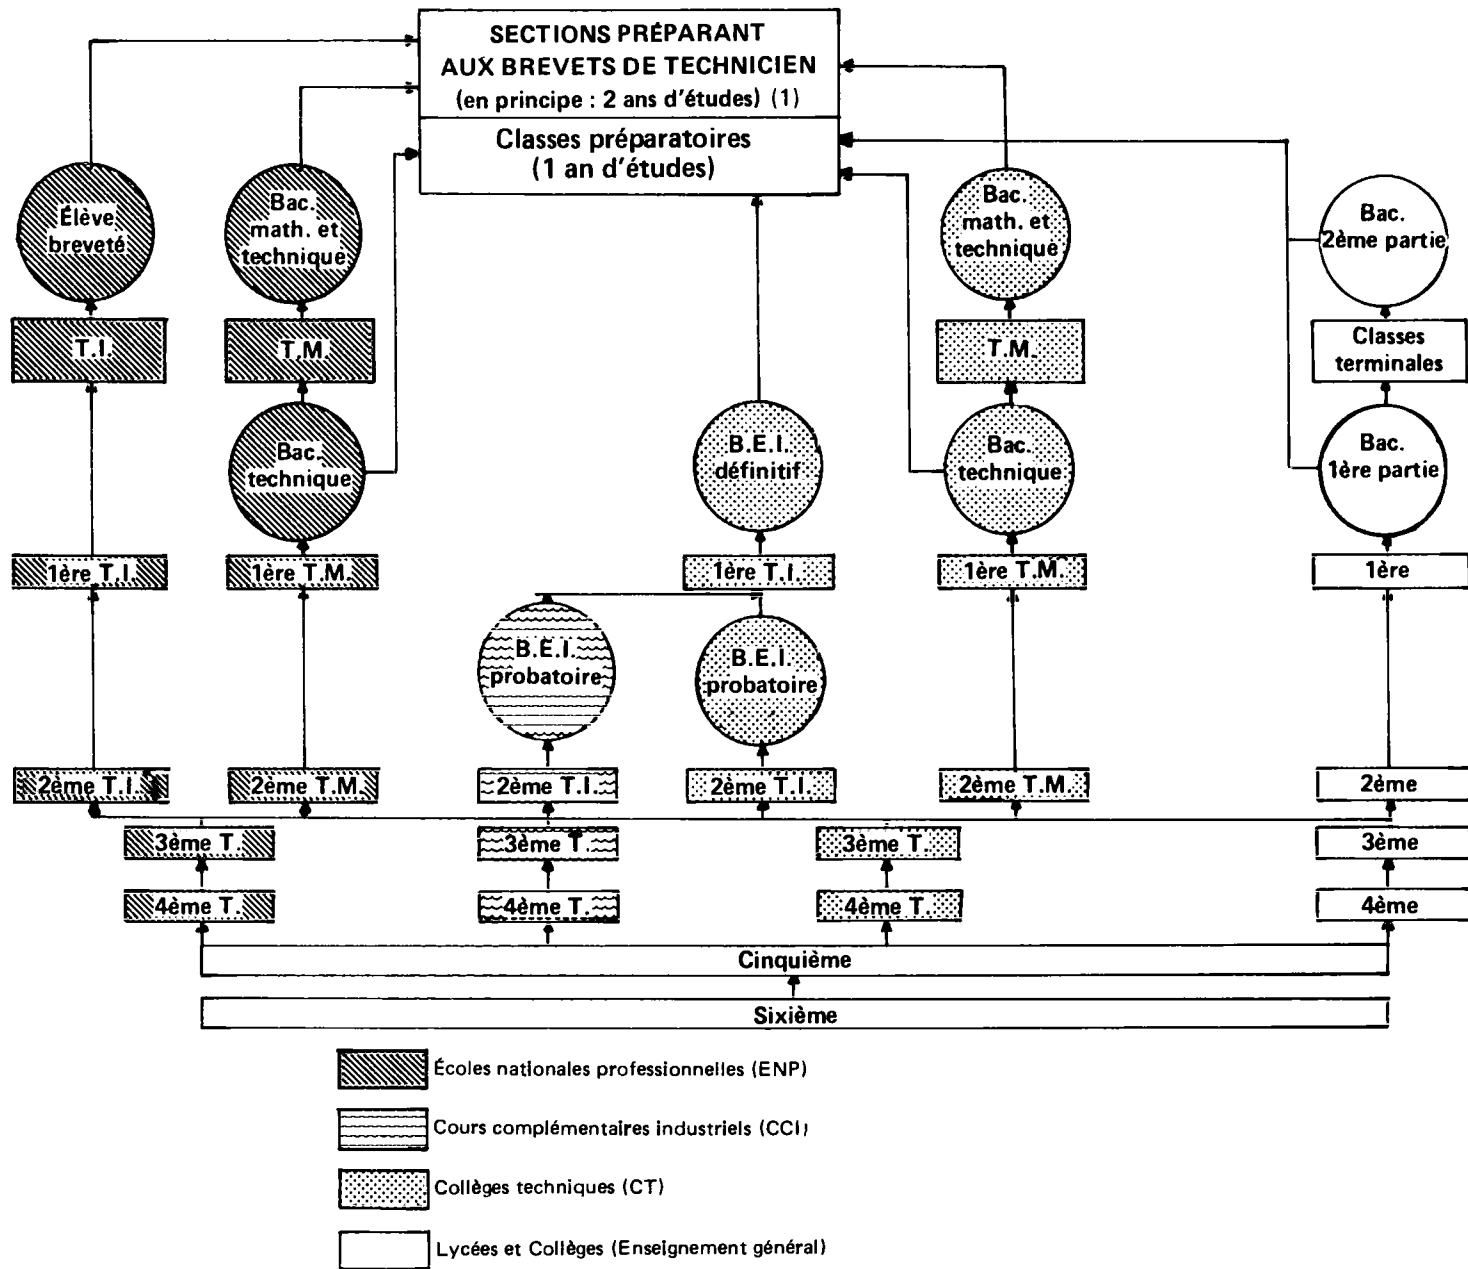 SECTIONS PRÉPARANT
AUX BREVETS DE TECHNICIEN
(en principe : 2 ans d'études) (1)
Classes préparatoires
(1 an d'études)
Élève
breveté
Bac.
math. et
technique
Bac.
math. et
technique
Bac.
2ème partie
T.I.
T.M.
T.M.
Classes
terminales
Bac.
technique
B.E.I.
définitif
Bac.
technique
Bac.
1ère partie
1ère T.I.
1ère T.M.
1ère T.I.
1ère T.M.
1ère
B.E.I.
probatoire
B.E.I.
probatoire
2ème T.I.
2ème T.M.
2ème T.I.
2ème T.I.
2ème T.M.
2ème
3ème T.
3ème T.
3ème T.
3ème
4ème T.
4ème T.
4ème T.
4ème
Cinquième
Sixième
Écoles nationales professionnelles (ENP)
Cours complémentaires industriels (CCI)
Collèges techniques (CT)
Lycées et Collèges (Enseignement général)